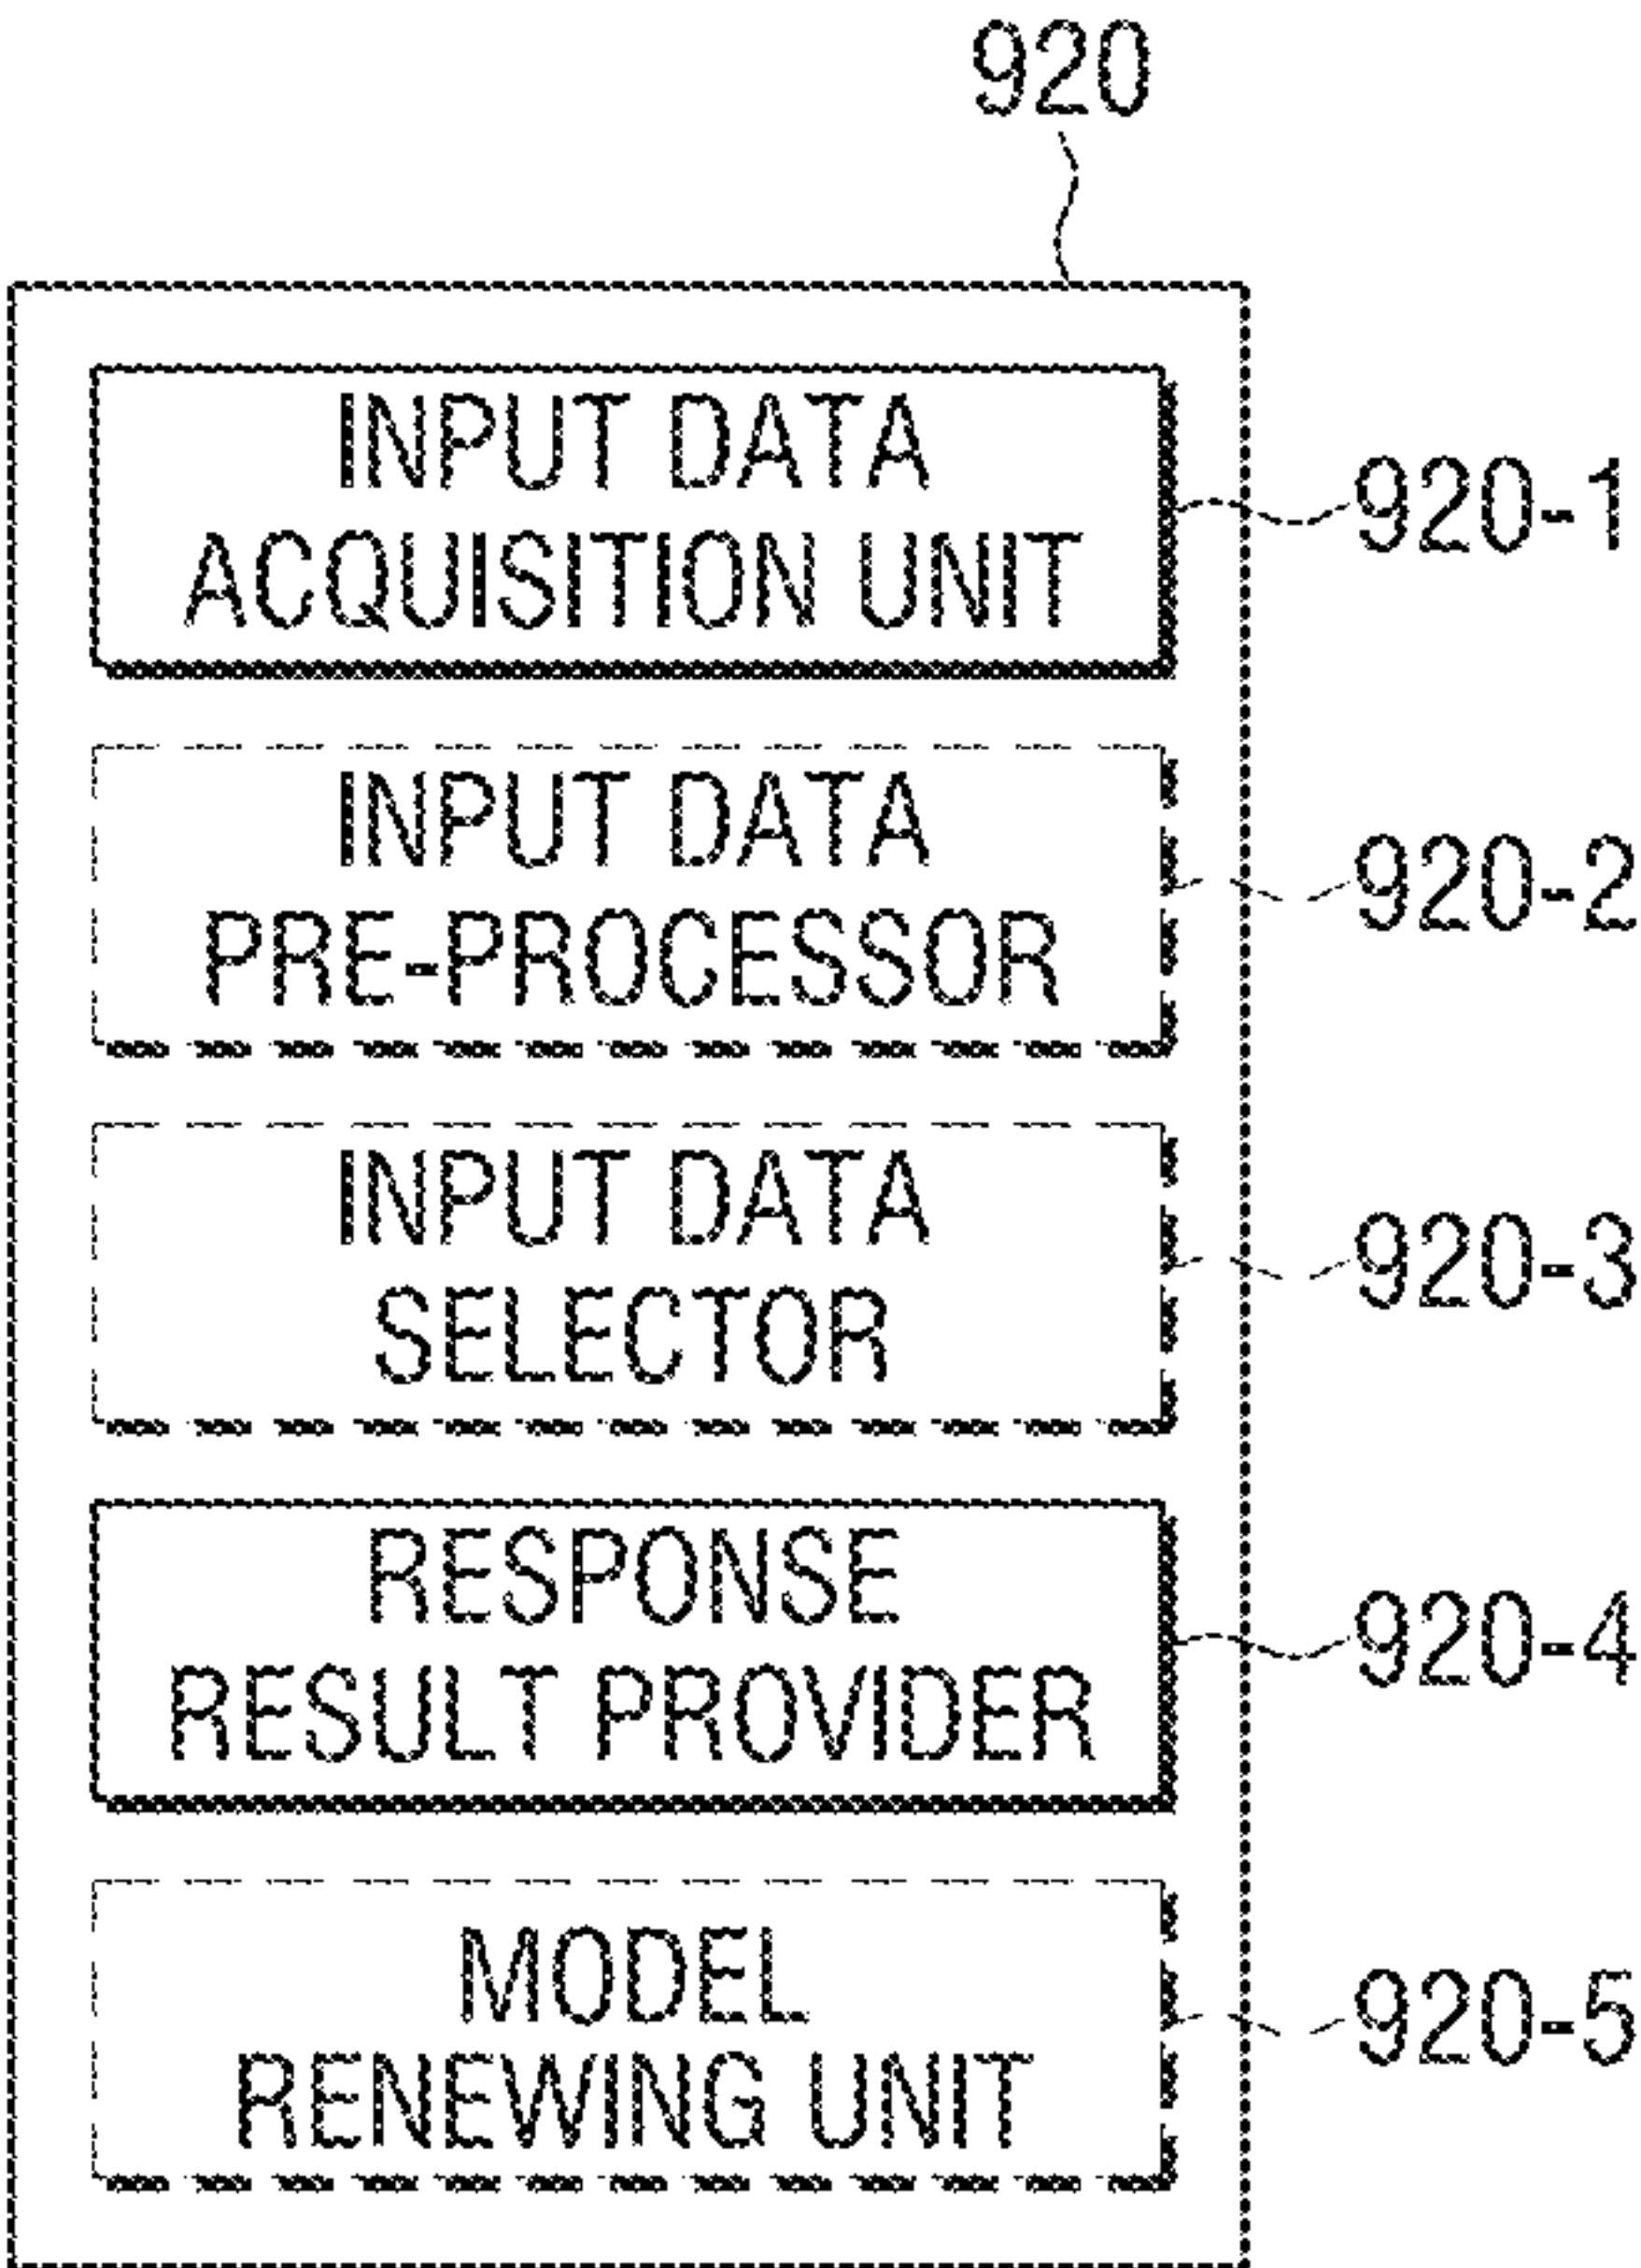 920
INPUT DATA
ACQUISITION UNIT
920-1
INPUT DATA
PRE-PROCESSOR
920-2
INPUT DATA
SELECTOR
920-3
RESPONSE
RESULT PROVIDER
920-4
MODEL
RENEWING UNIT
920-5